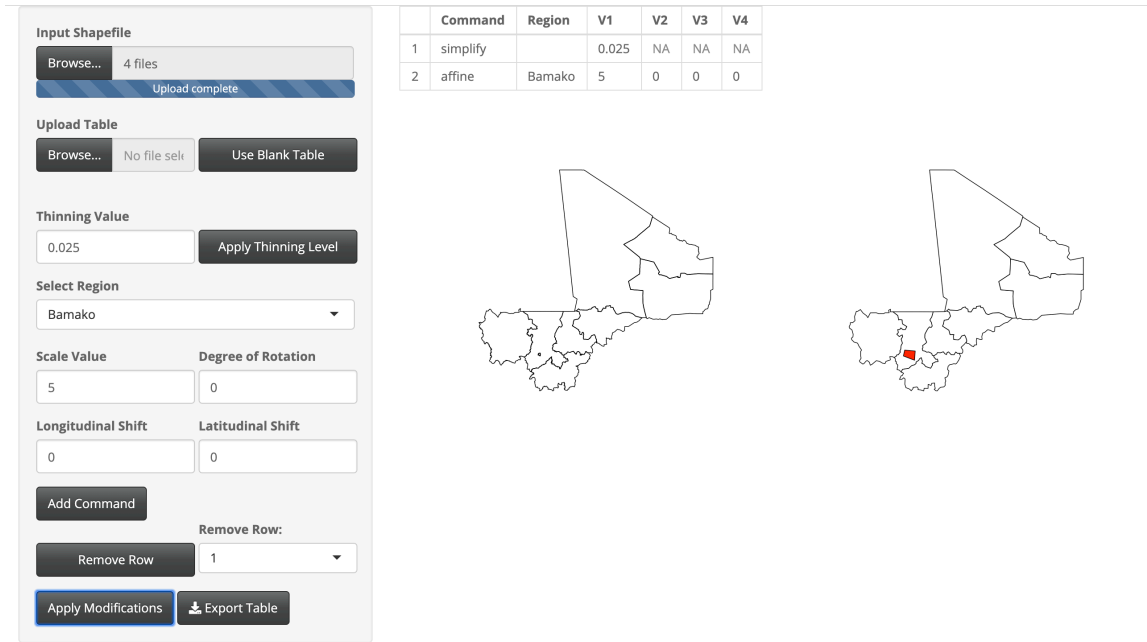 Input Shapefile
Browse... 4 files
Upload complete
Upload Table
Browse... No file sele Use Blank Table
Thinning Value
0.025 Apply Thinning Level
Select Region
Bamako
Scale Value Degree of Rotation
5 0
Longitudinal Shift Latitudinal Shift
0 0
Add Command
Remove Row:
Remove Row 1
Apply Modifications Export Table
Command Region V1 V2 V3 V4
1 simplify 0.025 NA NA NA
2 affine Bamako 5 0 0 0